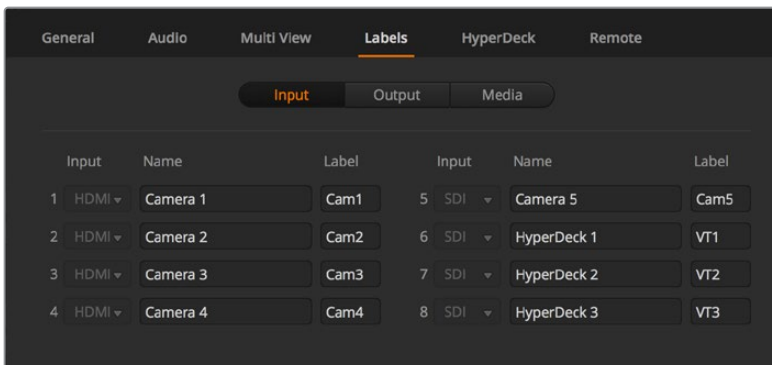 General Audio Multi View Labels HyperDeck Remote
Input Output Media
Input Name Label Input Name Label
1 HDMI Camera 1 Cam1 5 SDI Camera 5 Cam5
2 HDMI Camera 2 Cam2 6 SDI HyperDeck 1 VT1
3 HDMI Camera 3 Cam3 7 SDI HyperDeck 2 VT2
4 HDMI Camera 4 Cam4 8 SDI HyperDeck 3 VT3